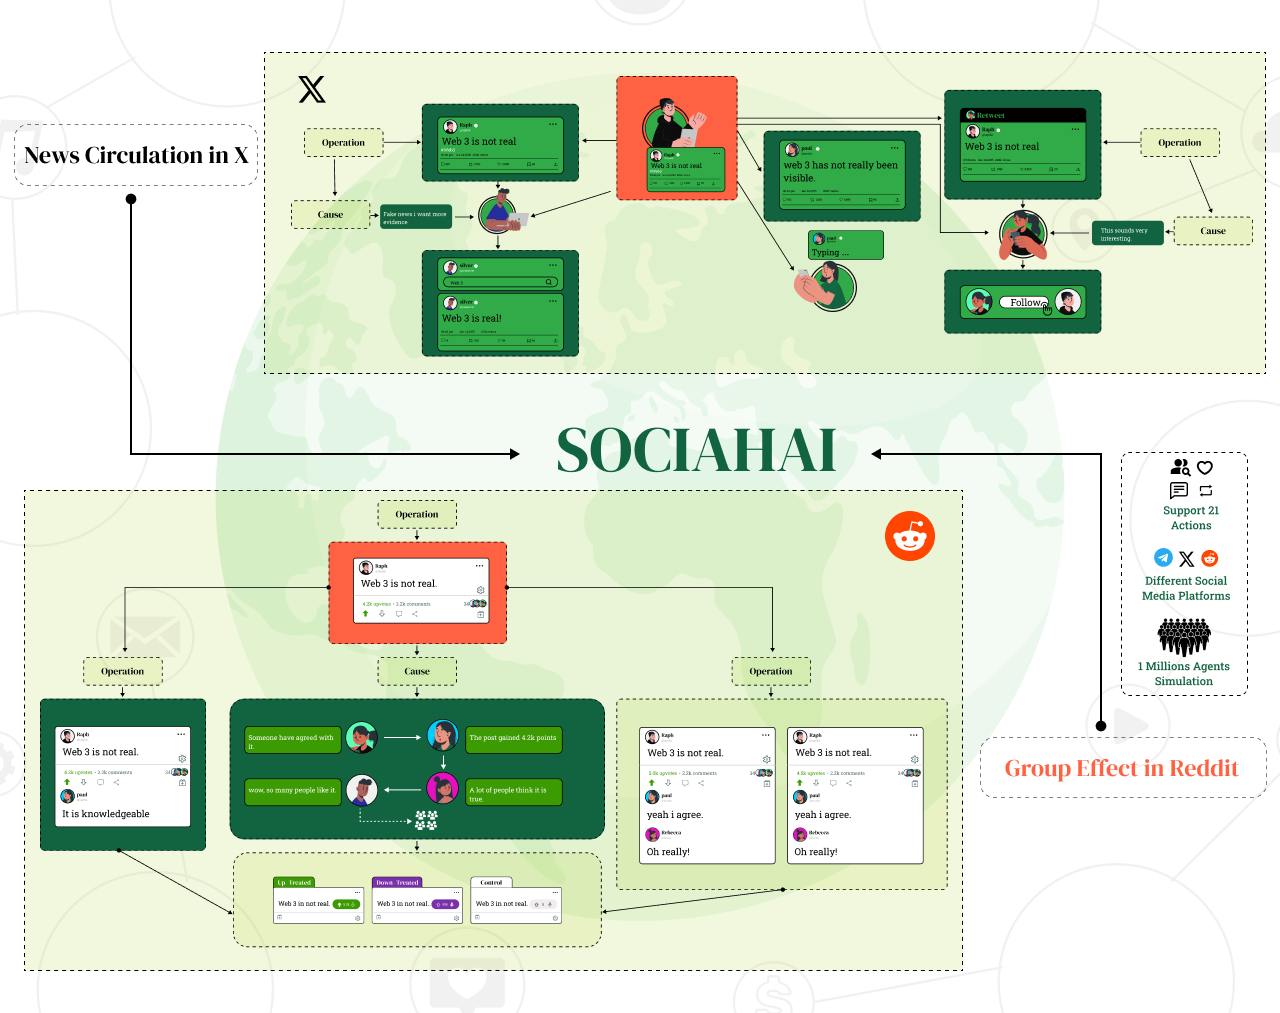 News Circulation in X
Operation
Cause
Fake news i want more
evidence
Raph
Web 3 is not real
silver
Web 3
silver
Web 3 is real!
Raph
Web 3 is not real
paul
web 3 has not really been
visible.
paul
Typing ...
Retweet
Raph
Web 3 is not real
Operation
This sounds very
interesting.
Cause
Follow
SOCIAHAI
Support 21
Actions
Different Social
Media Platforms
1 Millions Agents
Simulation
Group Effect in Reddit
Operation
Raph
Web 3 is not real.
4.2k upvotes • 2.2k comments
Operation
Cause
Operation
Raph
Web 3 is not real.
4.2k upvotes • 2.2k comments
paul
It is knowledgeable
Someone have agreed with
it.
The post gained 4.2k points
wow, so many people like it.
A lot of people think it is
true.
Raph
Web 3 is not real.
paul
yeah i agree.
Rebecca
Oh really!
Raph
Web 3 is not real.
4.2k upvotes • 2.2k comments
paul
yeah i agree.
Rebecca
Oh really!
Up Treated
Web 3 in not real.
Down Treated
Web 3 in not real.
Control
Web 3 in not real.